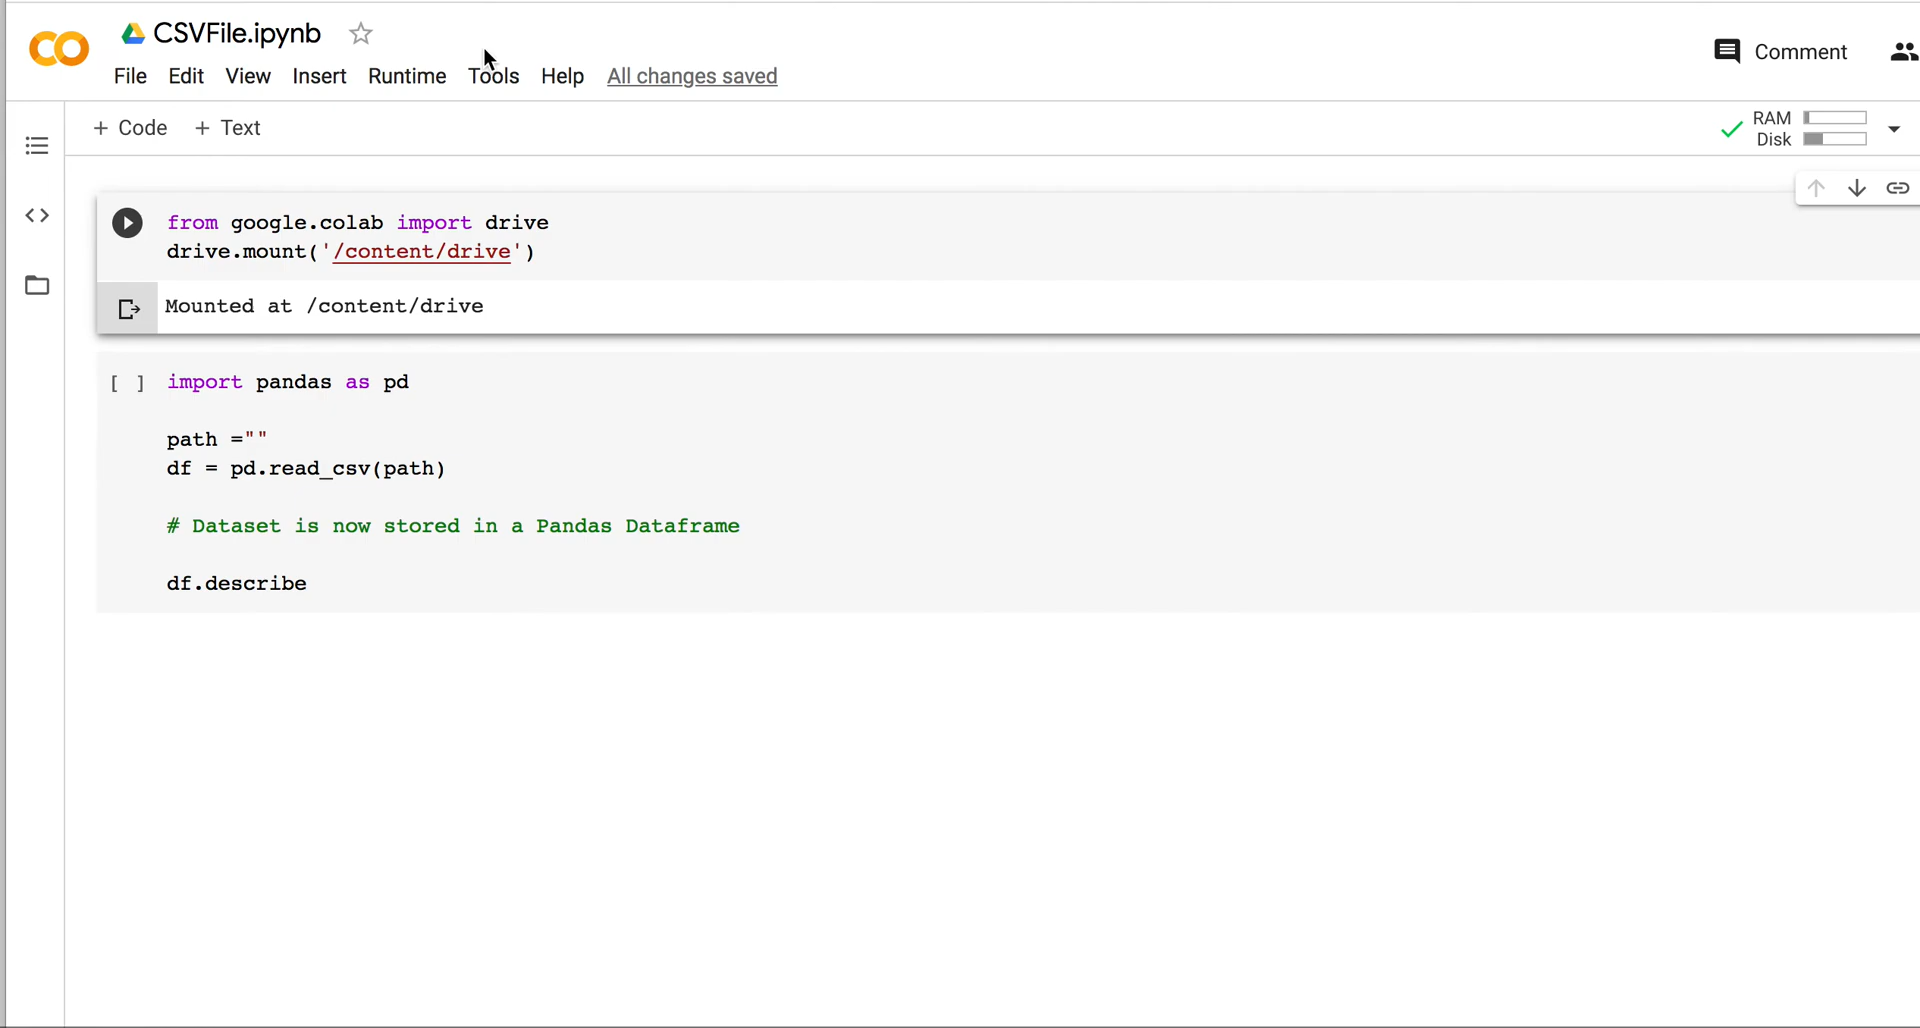 CSVFile.ipynb
File Edit View Insert Runtime Tools Help All changes saved
Comment
+ Code + Text
RAM
Disk
from google.colab import drive
drive.mount('/content/drive')
Mounted at /content/drive
[ ] import pandas as pd
path =""
df = pd.read_csv(path)
# Dataset is now stored in a Pandas Dataframe
df.describe